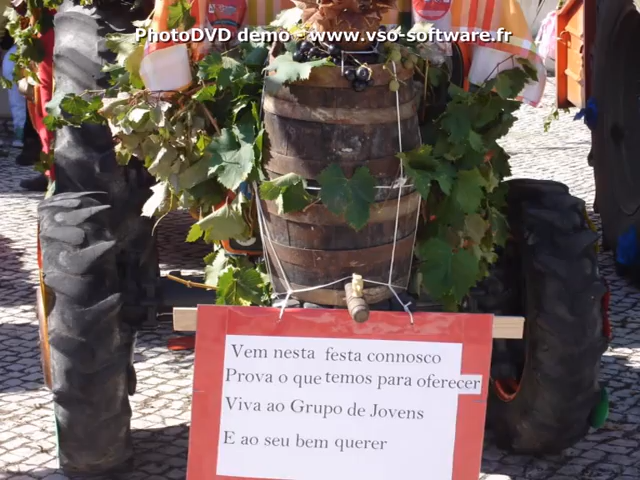 PhotoDVD demo - www.vso-software.fr
Vem nesta festa connosco
Prova o que temos para oferecer
Viva ao Grupo de Jovens
E ao seu bem querer